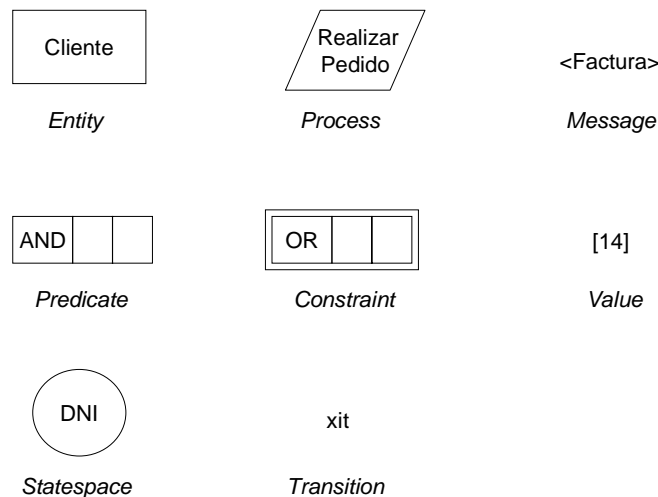 Cliente
Realizar
Pedido
<Factura>
Entity
Process
Message
AND
OR
[14]
Predicate
Constraint
Value
DNI
xit
Statespace
Transition